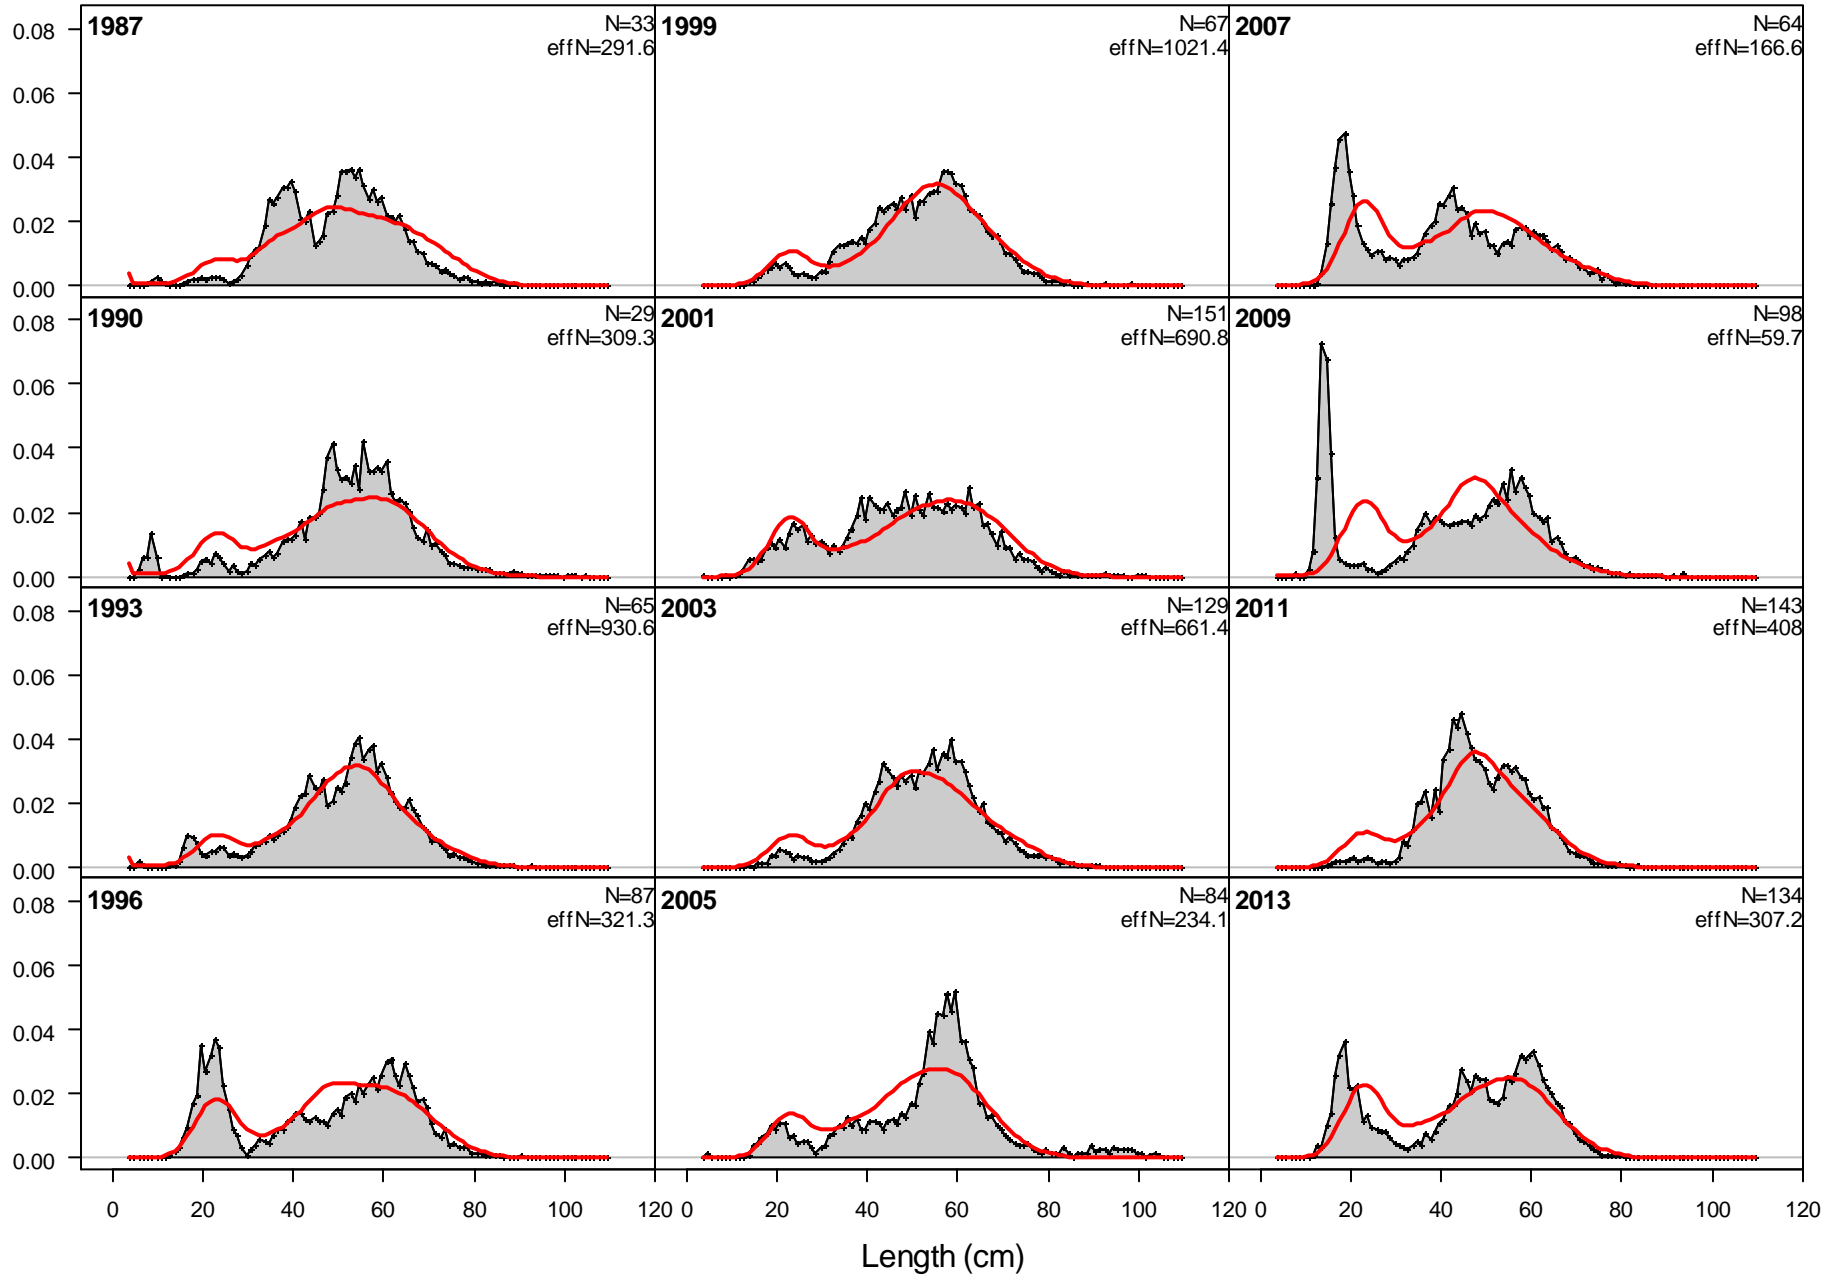 1987
N=33
effN=291.6
1999
N=67
effN=1021.4
2007
N=64
effN=166.6
0.08
0.06
0.04
0.02
0.00
1990
N=29
effN=309.3
2001
N=151
effN=690.8
2009
N=98
effN=59.7
0.08
0.06
0.04
0.02
0.00
1993
N=65
effN=930.6
2003
N=129
effN=661.4
2011
N=143
effN=408
0.08
0.06
0.04
0.02
0.00
1996
N=87
effN=321.3
2005
N=84
effN=234.1
2013
N=134
effN=307.2
0.08
0.06
0.04
0.02
0.00
0 20 40 60 80 100 120 0 20 40 60 80 100 120 0 20 40 60 80 100 120
Length (cm)